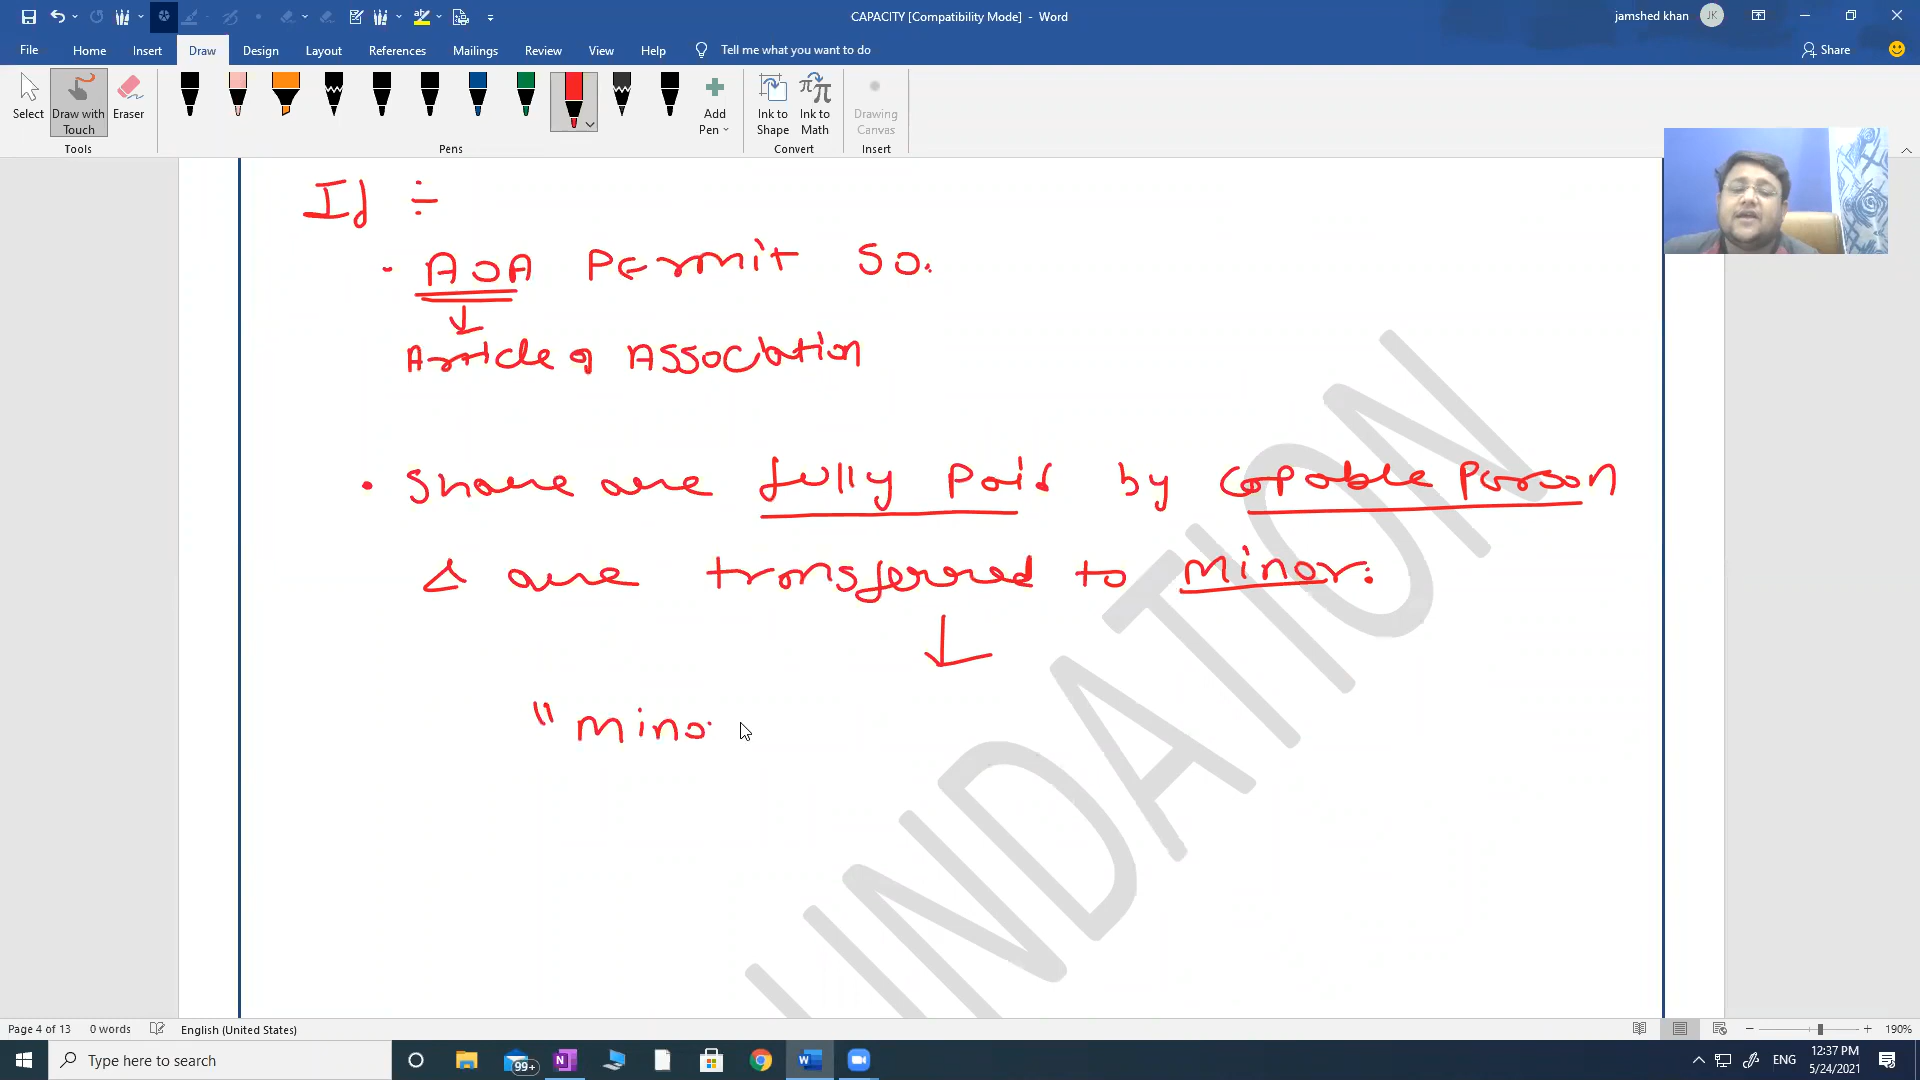 CAPACITY [Compatibility Mode] - Word
jamshed khan JK
File Home Insert Draw Design Layout References Mailings Review View Help Tell me what you want to do Share
Select Draw with Touch Eraser Add Pen Ink to Shape Ink to Math Drawing Canvas
Tools Pens Convert Insert
If ÷
· AOA Permit so.
Article of Association
• Share are fully paid by capable person
& are transferred to minor.
" mino
UNDATION
Page 4 of 13 0 words English (United States) 190%
Type here to search 99+ ENG 12:37 PM
5/24/2021